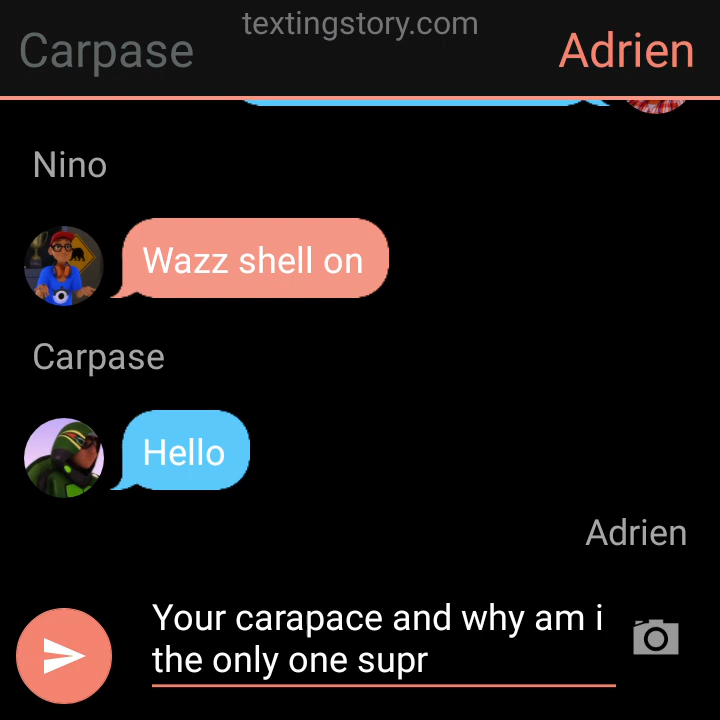 textingstory.com
Carpase
Adrien
Nino
Wazz shell on
Carpase
Hello
Adrien
Your carapace and why am i
the only one supr